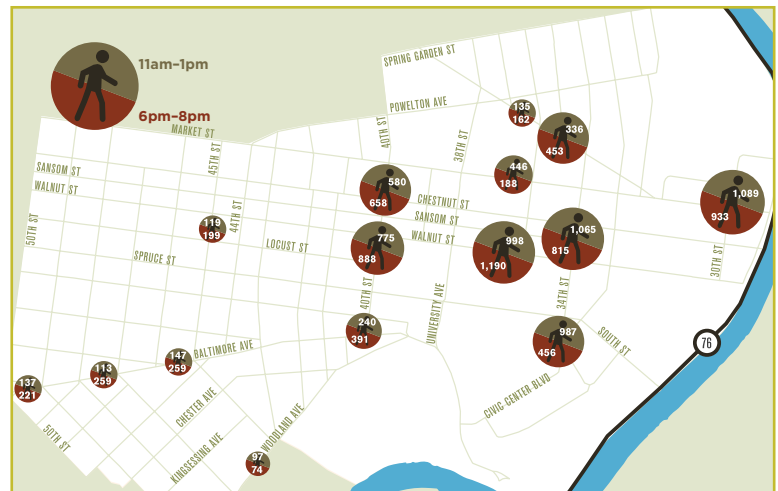 11am–1pm
6pm–8pm
SPRING GARDEN ST
POWELTON AVE
MARKET ST
40TH ST
38TH ST
45TH ST
135
162
336
453
446
188
SANSOM ST
WALNUT ST
580
658
CHESTNUT ST
SANSOM ST
WALNUT ST
1,089
933
50TH ST
119
199
44TH ST
LOCUST ST
SPRUCE ST
775
888
998
1,190
1,065
815
30TH ST
40TH ST
UNIVERSITY AVE
34TH ST
240
391
987
456
SOUTH ST
76
BALTIMORE AVE
147
259
113
259
137
221
CHESTER AVE
CIVIC CENTER BLVD
50TH ST
KINGSESSING AVE
WOODLAND AVE
97
74